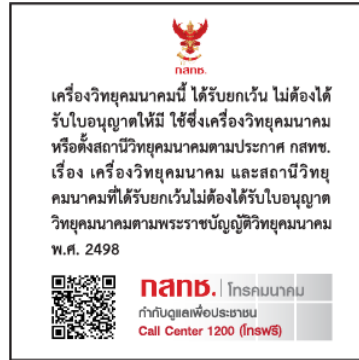 กสทช.
เครื่องวิทยุคมนาคมนี้ ได้รับยกเว้น ไม่ต้องได้
รับใบอนุญาตให้มี ใช้ซึ่งเครื่องวิทยุคมนาคม
หรือตั้งสถานีวิทยุคมนาคมตามประกาศ กสทช.
เรื่อง เครื่องวิทยุคมนาคม และสถานีวิทยุ
คมนาคมที่ได้รับยกเว้นไม่ต้องได้รับใบอนุญาต
วิทยุคมนาคมตามพระราชบัญญัติวิทยุคมนาคม
พ.ศ. 2498
กสทช. | โทรคมนาคม
กำกับดูแลเพื่อประชาชน
Call Center 1200 (โทรฟรี)